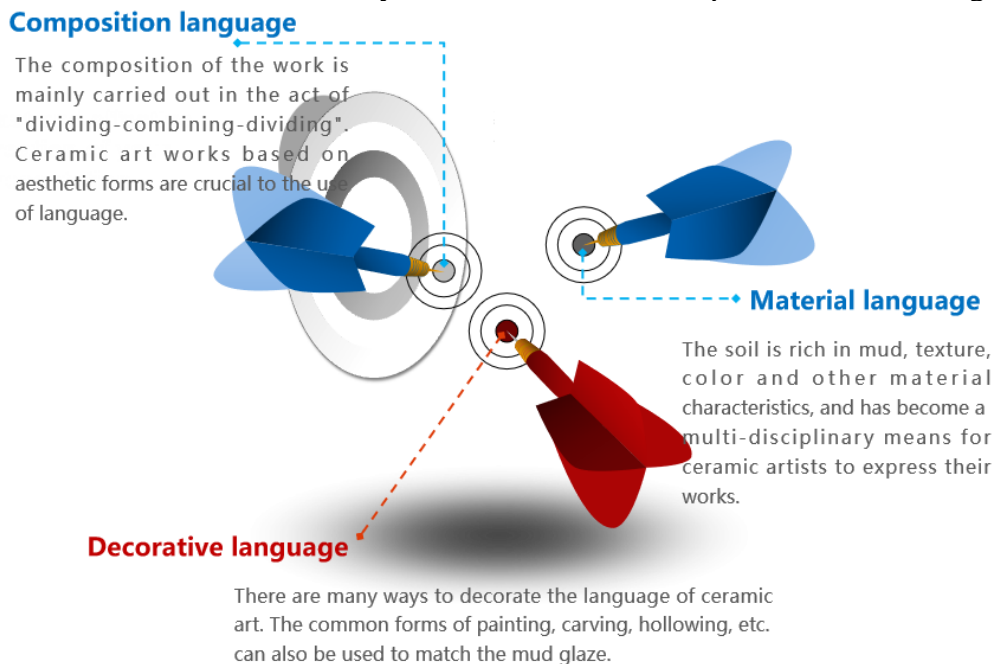 Composition language
The composition of the work is
mainly carried out in the act of
"dividing-combining-dividing".
Ceramic art works based on
aesthetic forms are crucial to the use
of language.
Material language
The soil is rich in mud, texture,
color and other material
characteristics, and has become a
multi-disciplinary means for
ceramic artists to express their
works.
Decorative language
There are many ways to decorate the language of ceramic
art. The common forms of painting, carving, hollowing, etc.
can also be used to match the mud glaze.